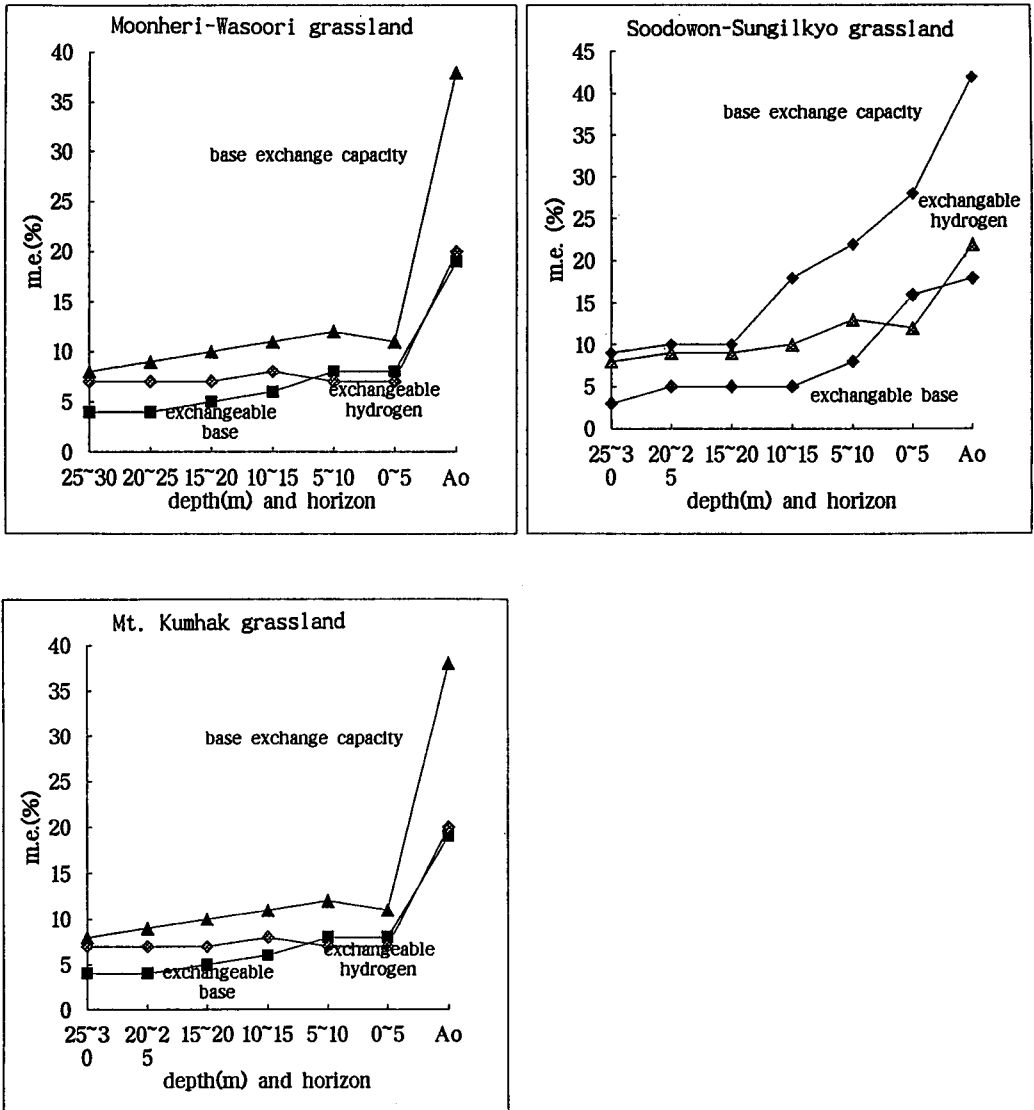 Moonheri-Wasoori grassland
40
35
30
25
20
15
10
5
0
m.e.(%)
base exchange capacity
exchangeable
hydrogen
exchangeable
base
25~30 20~25 15~20 10~15 5~10 0~5 Ao
depth(m) and horizon
Soodowon-Sungilkyo grassland
45
40
35
30
25
20
15
10
5
0
m.e. (%)
base exchange capacity
exchangable
hydrogen
exchangable base
25~3 20~2 15~20 10~15 5~10 0~5 Ao
0 5
depth(m) and horizon
Mt. Kumhak grassland
40
35
30
25
20
15
10
5
0
m.e.(%)
base exchange capacity
exchangeable
hydrogen
exchangeable
base
25~3 20~2 15~20 10~15 5~10 0~5 Ao
0 5
depth(m) and horizon